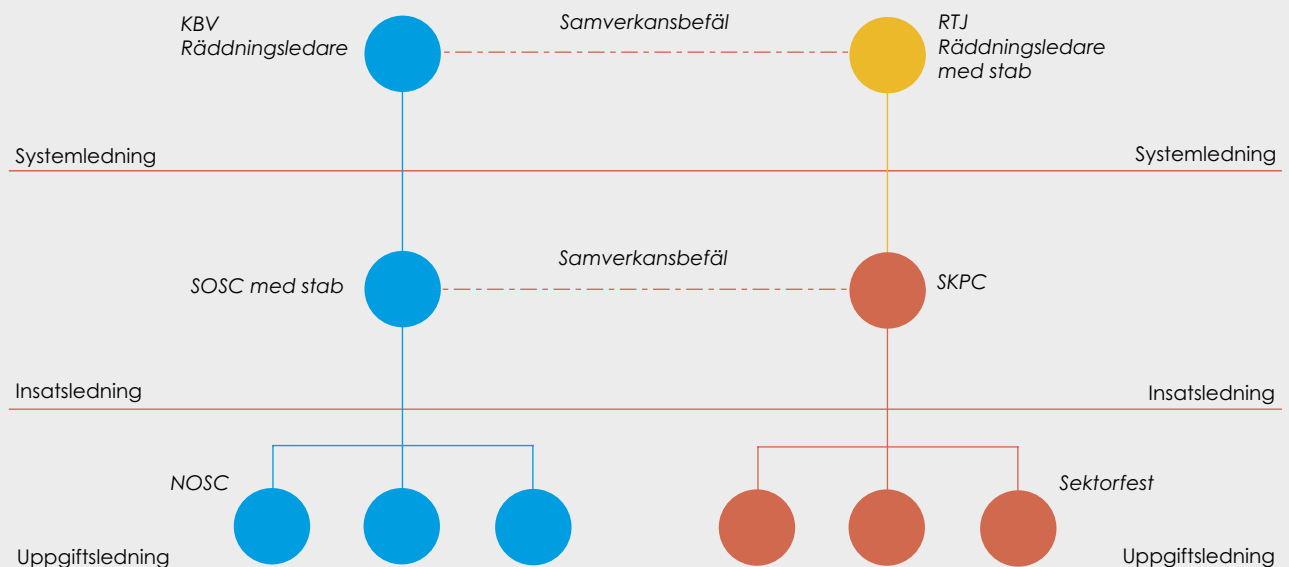 KBV
Räddningsledare
Samverkansbefäl
RTJ
Räddningsledare
med stab
Systemledning
Systemledning
SOSC med stab
Samverkansbefäl
SKPC
Insatsledning
Insatsledning
NOSC
Sektorfest
Uppgiftsledning
Uppgiftsledning